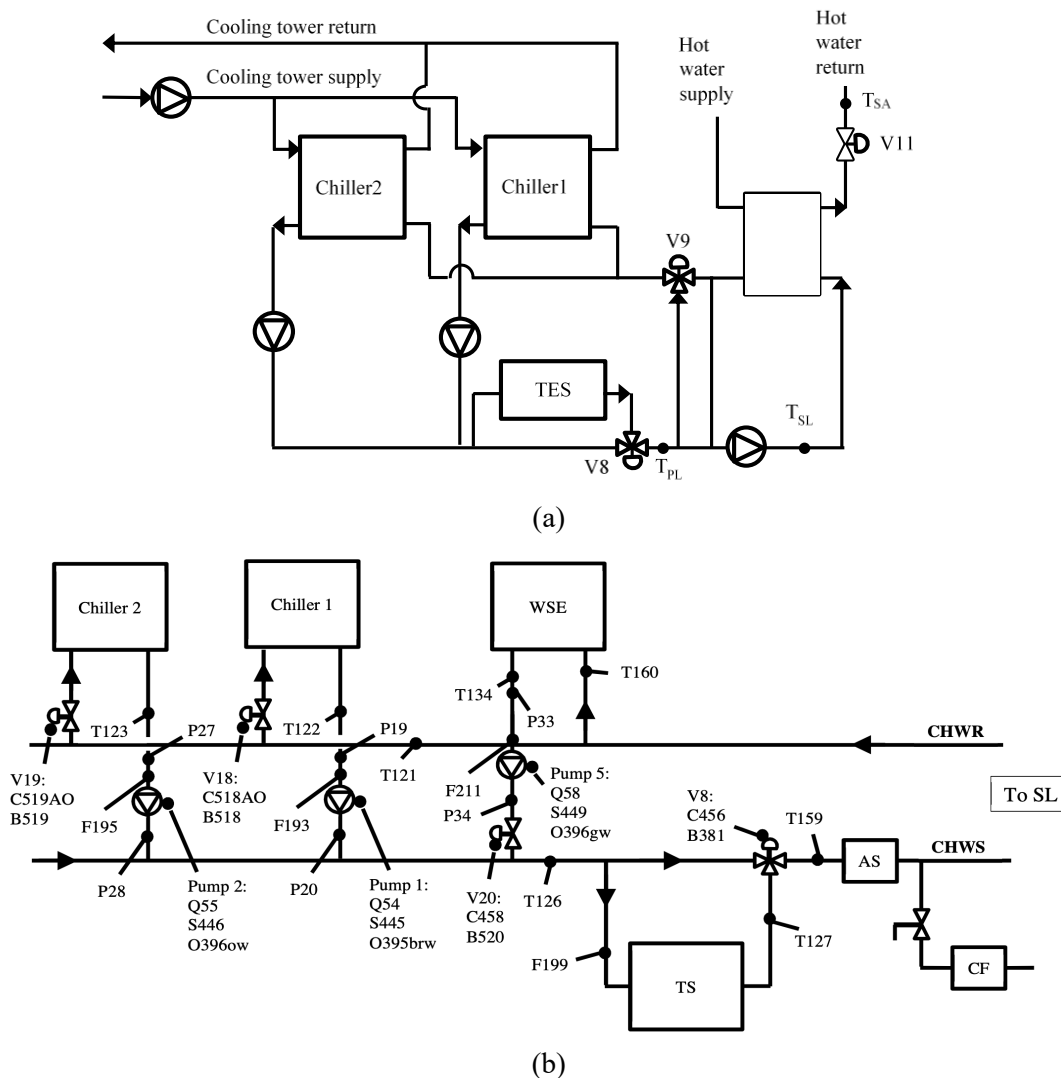 Cooling tower return
Cooling tower supply
Hot
water
supply
Hot
water
return
T_SA
V11
Chiller2
Chiller1
V9
TES
V8
T_PL
T_SL
(a)
Chiller 2
Chiller 1
WSE
T123
P27
T122
P19
T121
T134
P33
T160
CHWR
V19:
C519AO
B519
F195
V18:
C518AO
B518
F193
F211
P34
Pump 5:
Q58
S449
O396gw
V8:
C456
B381
T159
To SL
P28
Pump 2:
Q55
S446
O396ow
P20
Pump 1:
Q54
S445
O395brw
V20:
C458
B520
T126
AS
CHWS
F199
TS
T127
CF
(b)